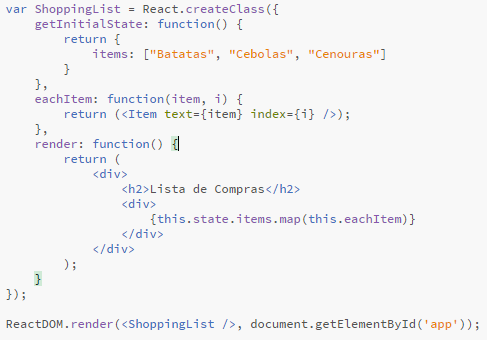 var ShoppingList = React.createClass({
    getInitialState: function() {
        return {
            items: ["Batatas", "Cebolas", "Cenouras"]
        }
    },
    eachItem: function(item, i) {
        return (<Item text={item} index={i} />);
    },
    render: function() {
        return (
            <div>
                <h2>Lista de Compras</h2>
                <div>
                    {this.state.items.map(this.eachItem)}
                </div>
            </div>
        );
    }
});
ReactDOM.render(<ShoppingList />, document.getElementById('app'));